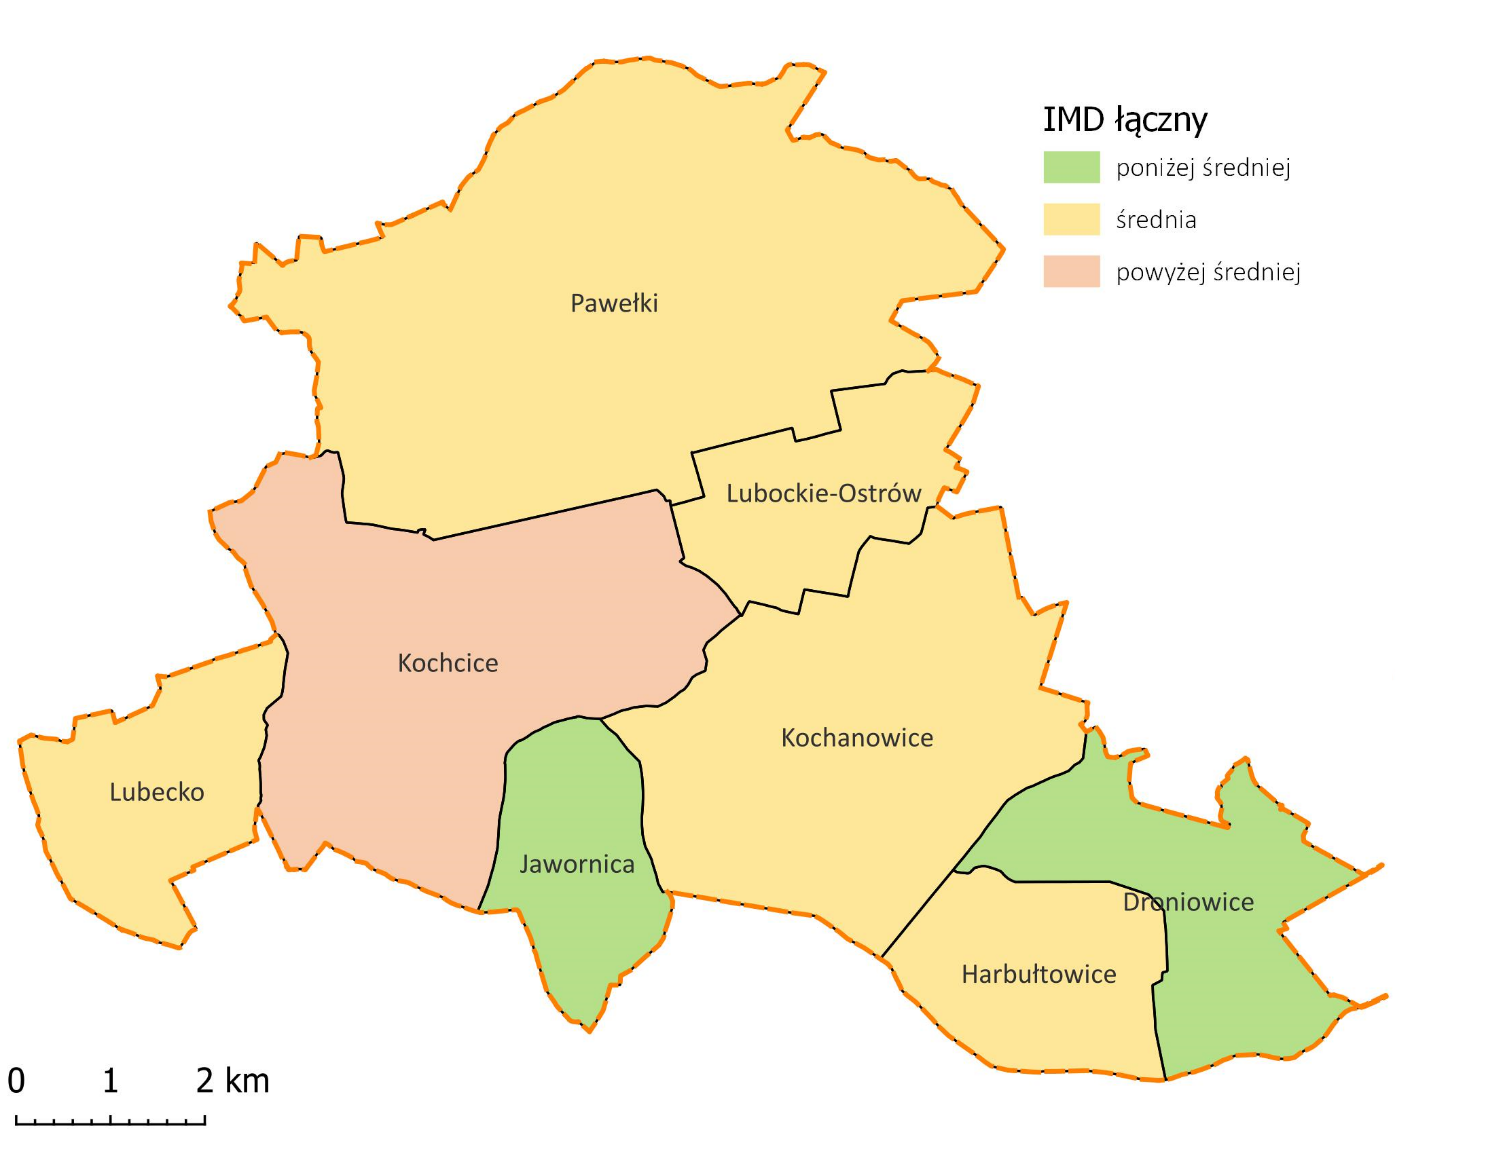 IMD łączny
poniżej średniej
średnia
powyżej średniej
Pawełki
Lubockie-Ostrów
Kochcice
Kochanowice
Lubecko
Jawornica
Droniowice
Harbułtowice
0 1 2 km